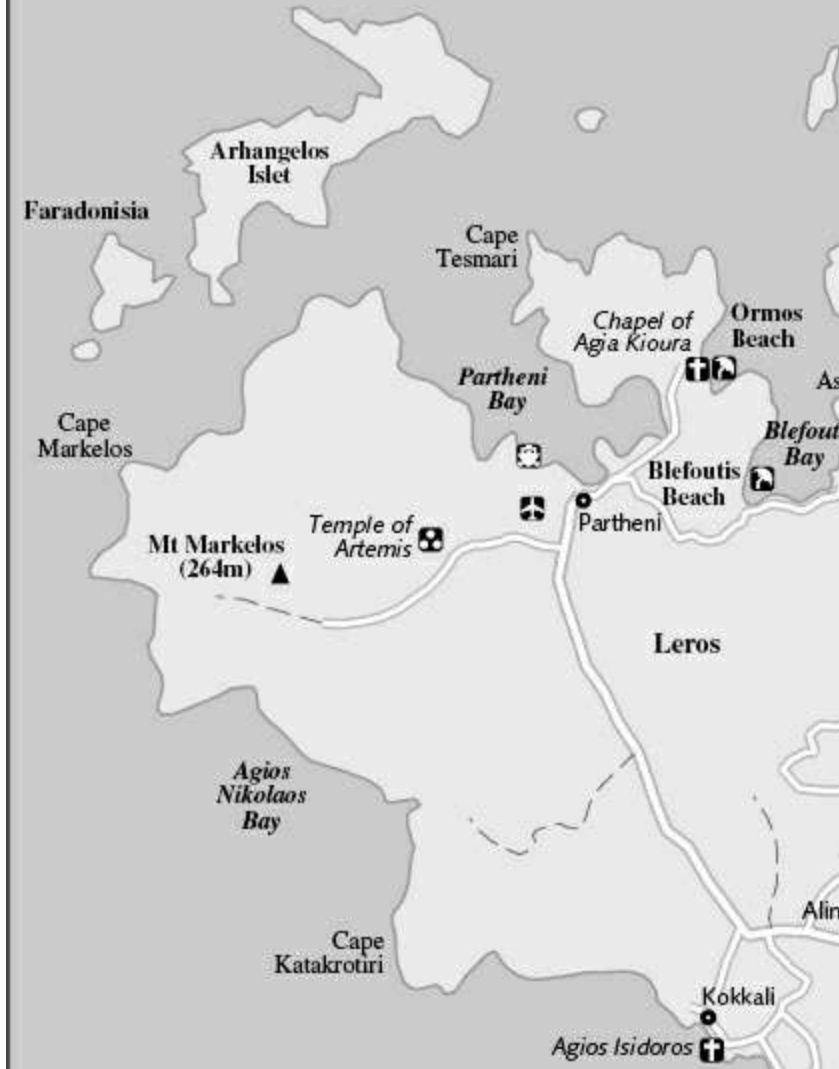 Arhangelos
Islet
Faradonisia
Cape
Tesmari
Chapel of
Agia Kioura
Ormos
Beach
Partheni
Bay
Cape
Markelos
Blefoutis
Beach
Bay
Temple of
Artemis
Partheni
Mt Markelos
(264m)
Leros
Agios
Nikolaos
Bay
Cape
Katakrotiri
Kokkali
Agios Isidoros